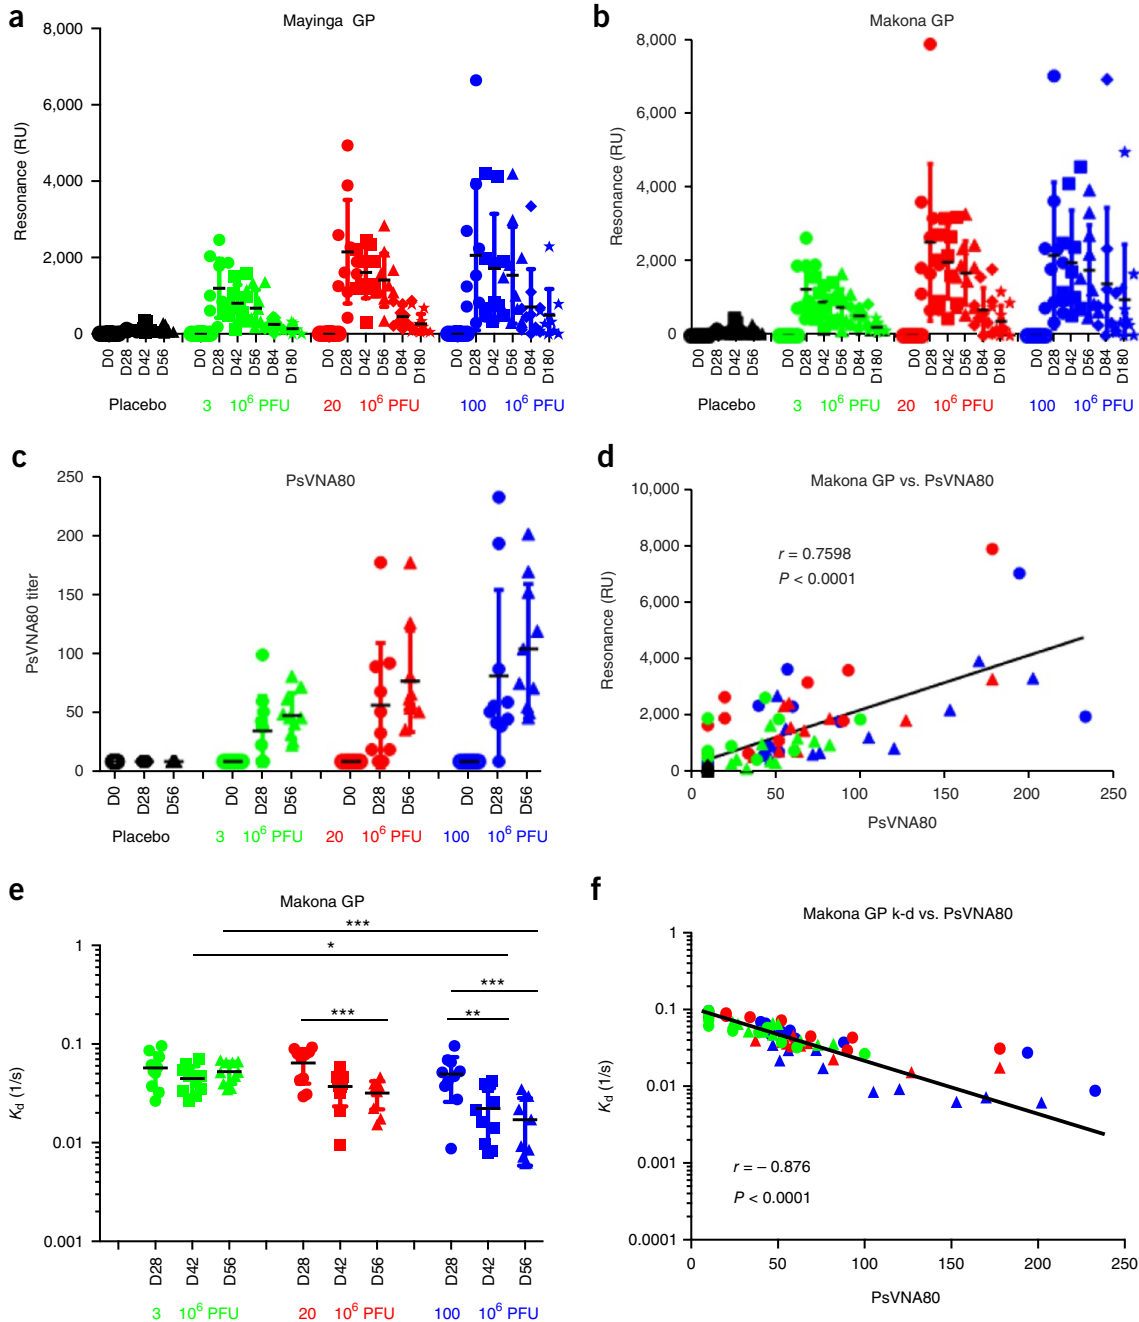 a
Mayinga GP
8,000
6,000
4,000
2,000
0
Resonance (RU)
D0
D28
D42
D56
D0
D28
D42
D56
D84
D180
D0
D28
D42
D56
D84
D180
D0
D28
D42
D56
D84
D180
Placebo
3 10⁶ PFU
20 10⁶ PFU
100 10⁶ PFU
b
Makona GP
8,000
6,000
4,000
2,000
0
Resonance (RU)
D0
D28
D42
D56
D0
D28
D42
D56
D84
D180
D0
D28
D42
D56
D84
D180
D0
D28
D42
D56
D84
D180
Placebo
3 10⁶ PFU
20 10⁶ PFU
100 10⁶ PFU
c
PsVNA80
250
200
150
100
50
0
PsVNA80 titer
D0
D28
D56
D0
D28
D56
D0
D28
D56
D0
D28
D56
Placebo
3 10⁶ PFU
20 10⁶ PFU
100 10⁶ PFU
d
Makona GP vs. PsVNA80
10,000
8,000
6,000
4,000
2,000
0
Resonance (RU)
r = 0.7598
P < 0.0001
0 10 50 100 150 200 250
PsVNA80
e
Makona GP
***
*
***
***
**
1
0.1
0.01
0.001
Kd (1/s)
D28
D42
D56
D28
D42
D56
D28
D42
D56
3 10⁶ PFU
20 10⁶ PFU
100 10⁶ PFU
f
Makona GP k-d vs. PsVNA80
1
0.1
0.01
0.001
0.0001
Kd (1/s)
r = – 0.876
P < 0.0001
0 50 100 150 200 250
PsVNA80